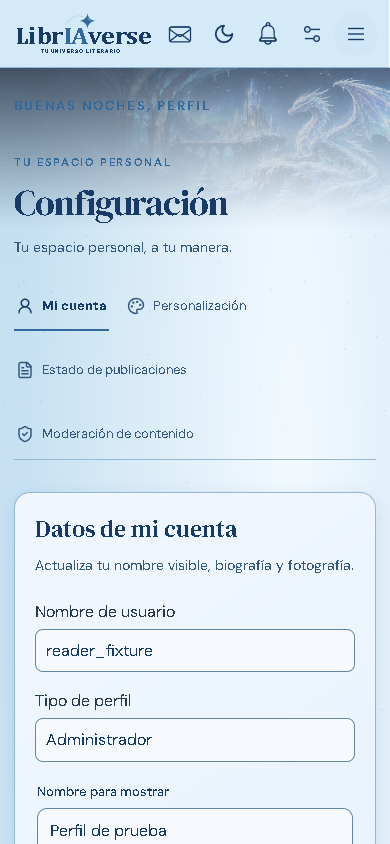 LibrIAverse
TU UNIVERSO LITERARIO
BUENAS NOCHES, PERFIL
TU ESPACIO PERSONAL
Configuración
Tu espacio personal, a tu manera.
Mi cuenta
Personalización
Estado de publicaciones
Moderación de contenido
Datos de mi cuenta
Actualiza tu nombre visible, biografía y fotografía.
Nombre de usuario
reader_fixture
Tipo de perfil
Administrador
Nombre para mostrar
Perfil de prueba